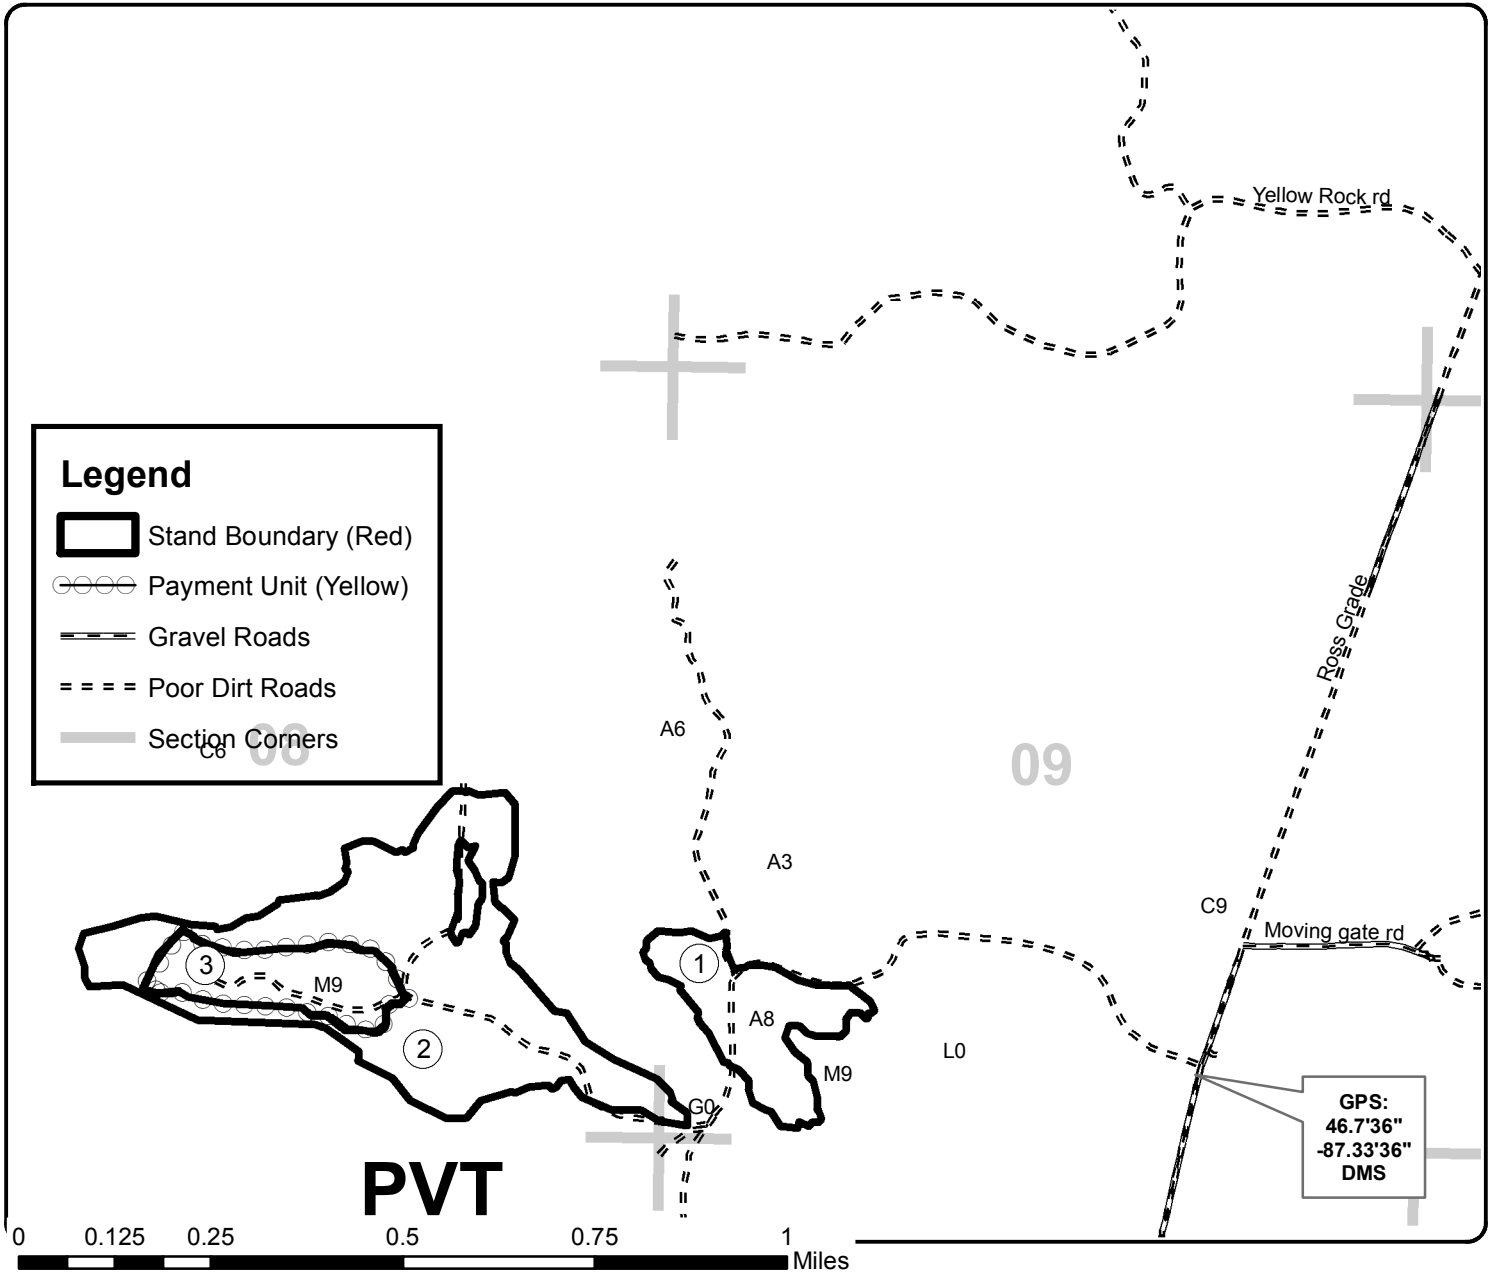 Yellow Rock rd
Legend
Stand Boundary (Red)
Payment Unit (Yellow)
Gravel Roads
Poor Dirt Roads
Section Corners
C6
08
Ross Grade
A6
09
A3
C9
Moving gate rd
3
M9
1
2
A8
L0
M9
G0
GPS:
46.7'36"
-87.33'36"
DMS
PVT
0 0.125 0.25 0.5 0.75 1
Miles